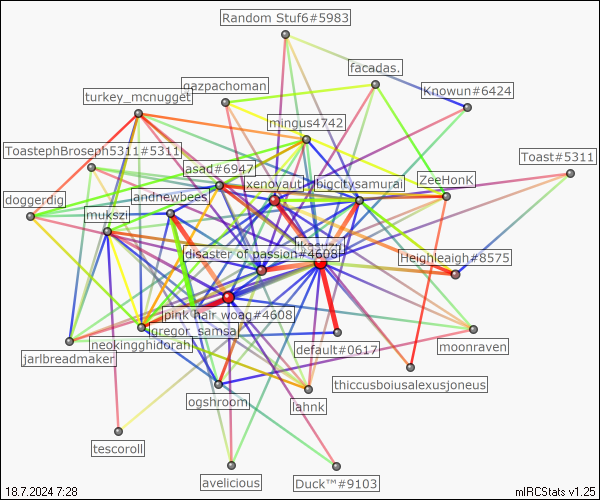 Random Stuf6#5983
facadas.
gazpachoman
Knowun#6424
turkey_mcnugget
mingus4742
ToastephBroseph5311#5311
Toast#5311
asad#6947
xenoyaut
bigcitysamurai
ZeeHonK
doggerdig
andnewbees
mukszi
disaster of passion#4608
Heighleaigh#8575
pink hair woag#4608
gregor_samsa
neokingghidorah
default#0617
moonraven
jarlbreadmaker
thiccusboiusalexusjoneus
ogshroom
lahnk
tescoroll
avelicious
Duck™#9103
18.7.2024 7:28
mIRCStats v1.25